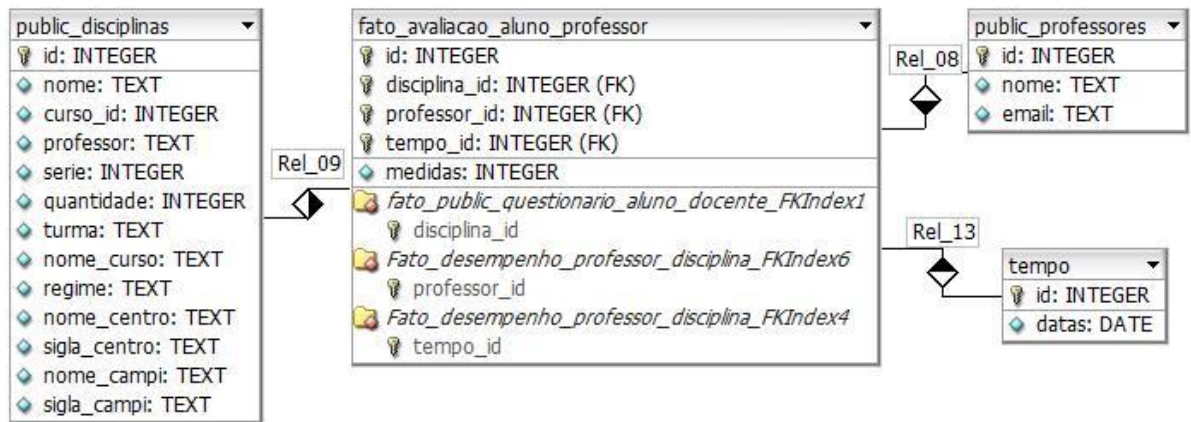 public_disciplinas
id: INTEGER
nome: TEXT
curso_id: INTEGER
professor: TEXT
serie: INTEGER
quantidade: INTEGER
turma: TEXT
nome_curso: TEXT
regime: TEXT
nome_centro: TEXT
sigla_centro: TEXT
nome_campi: TEXT
sigla_campi: TEXT
Rel_09
fato_avaliacao_aluno_professor
id: INTEGER
disciplina_id: INTEGER (FK)
professor_id: INTEGER (FK)
tempo_id: INTEGER (FK)
medidas: INTEGER
fato_public_questionario_aluno_docente_FKIndex1
disciplina_id
Fato_desempenho_professor_disciplina_FKIndex6
professor_id
Fato_desempenho_professor_disciplina_FKIndex4
tempo_id
Rel_08
public_professores
id: INTEGER
nome: TEXT
email: TEXT
Rel_13
tempo
id: INTEGER
datas: DATE